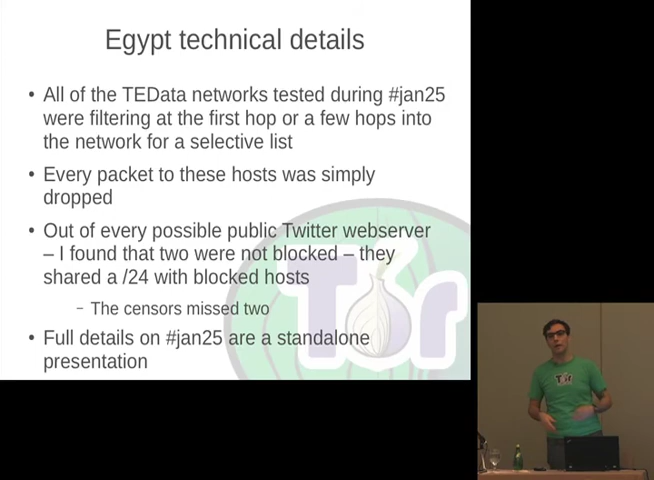 Egypt technical details
• All of the TEData networks tested during #jan25
were filtering at the first hop or a few hops into
the network for a selective list
• Every packet to these hosts was simply
dropped
• Out of every possible public Twitter webserver
– I found that two were not blocked – they
shared a /24 with blocked hosts
– The censors missed two
• Full details on #jan25 are a standalone
presentation
Tor
Tor